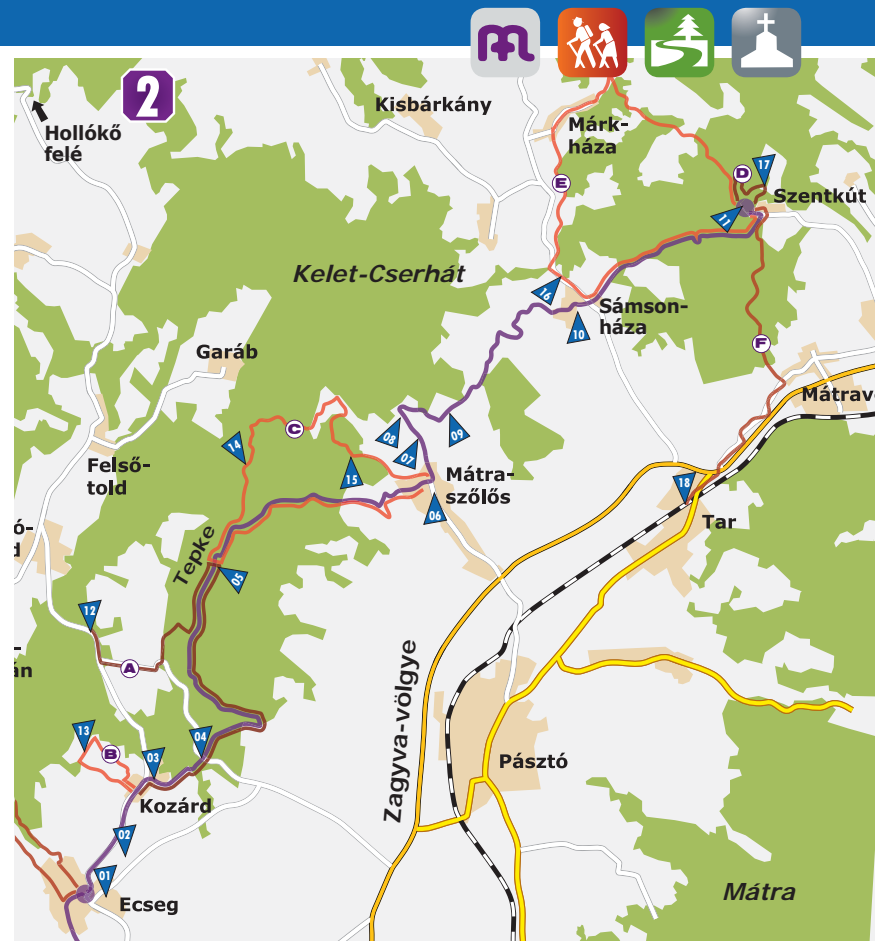 2
Hollókő
felé
Kisbárkány
Márk-
háza
E
D
17
Szentkút
11
Kelet-Cserhát
16
Sámson-
háza
10
F
Garáb
Mátrave
C
14
08
07
09
Felső-
told
15
Mátra-
szőlős
06
18
Tar
ó-
d
Tepke
05
12
A
-
án
13
B
03
04
Kozárd
Zagyva-völgye
Pásztó
02
01
Ecseg
Mátra